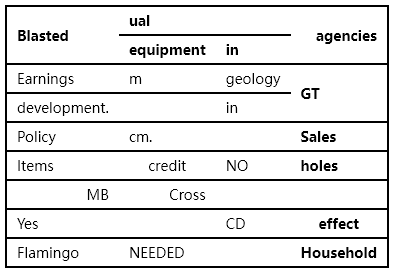 ual
Blasted agencies
equipment in
Earnings m geology
GT
development. in
Policy cm. Sales
Items credit NO holes
MB Cross
Yes CD effect
Flamingo NEEDED Household